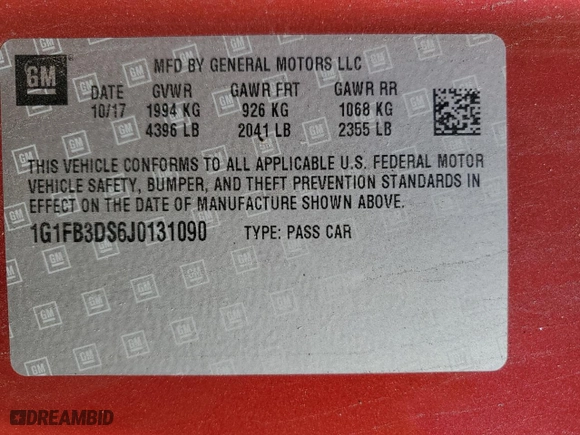 GM
MFD BY GENERAL MOTORS LLC
DATE GVWR GAWR FRT GAWR RR
10/17 1994 KG 926 KG 1068 KG
4396 LB 2041 LB 2355 LB
THIS VEHICLE CONFORMS TO ALL APPLICABLE U.S. FEDERAL MOTOR
VEHICLE SAFETY, BUMPER, AND THEFT PREVENTION STANDARDS IN
EFFECT ON THE DATE OF MANUFACTURE SHOWN ABOVE.
1G1FB3DS6J0131090 TYPE: PASS CAR
DREAMBID